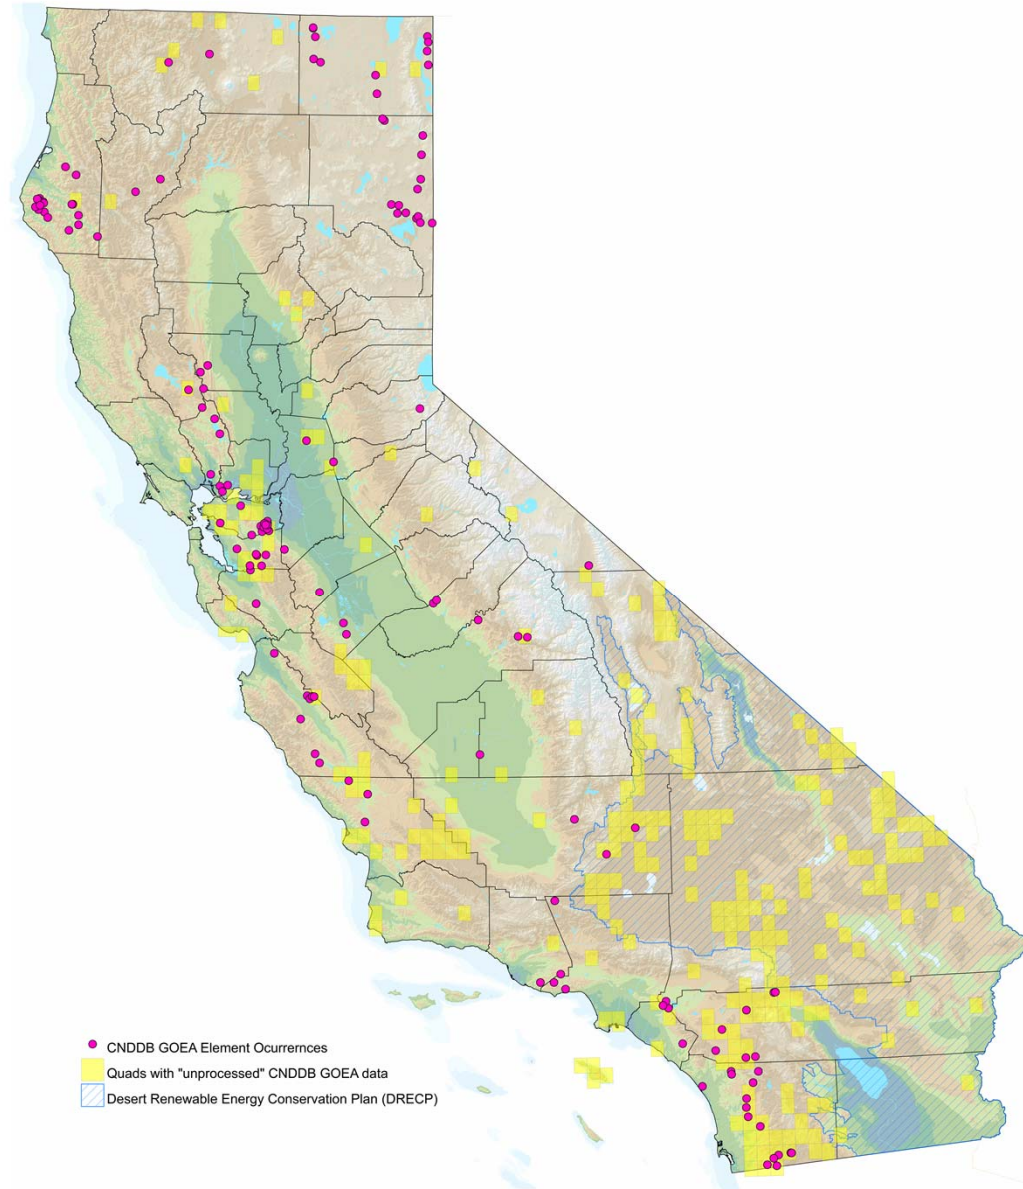 CNDDB GOEA Element Ocurrernces
Quads with "unprocessed" CNDDB GOEA data
Desert Renewable Energy Conservation Plan (DRECP)